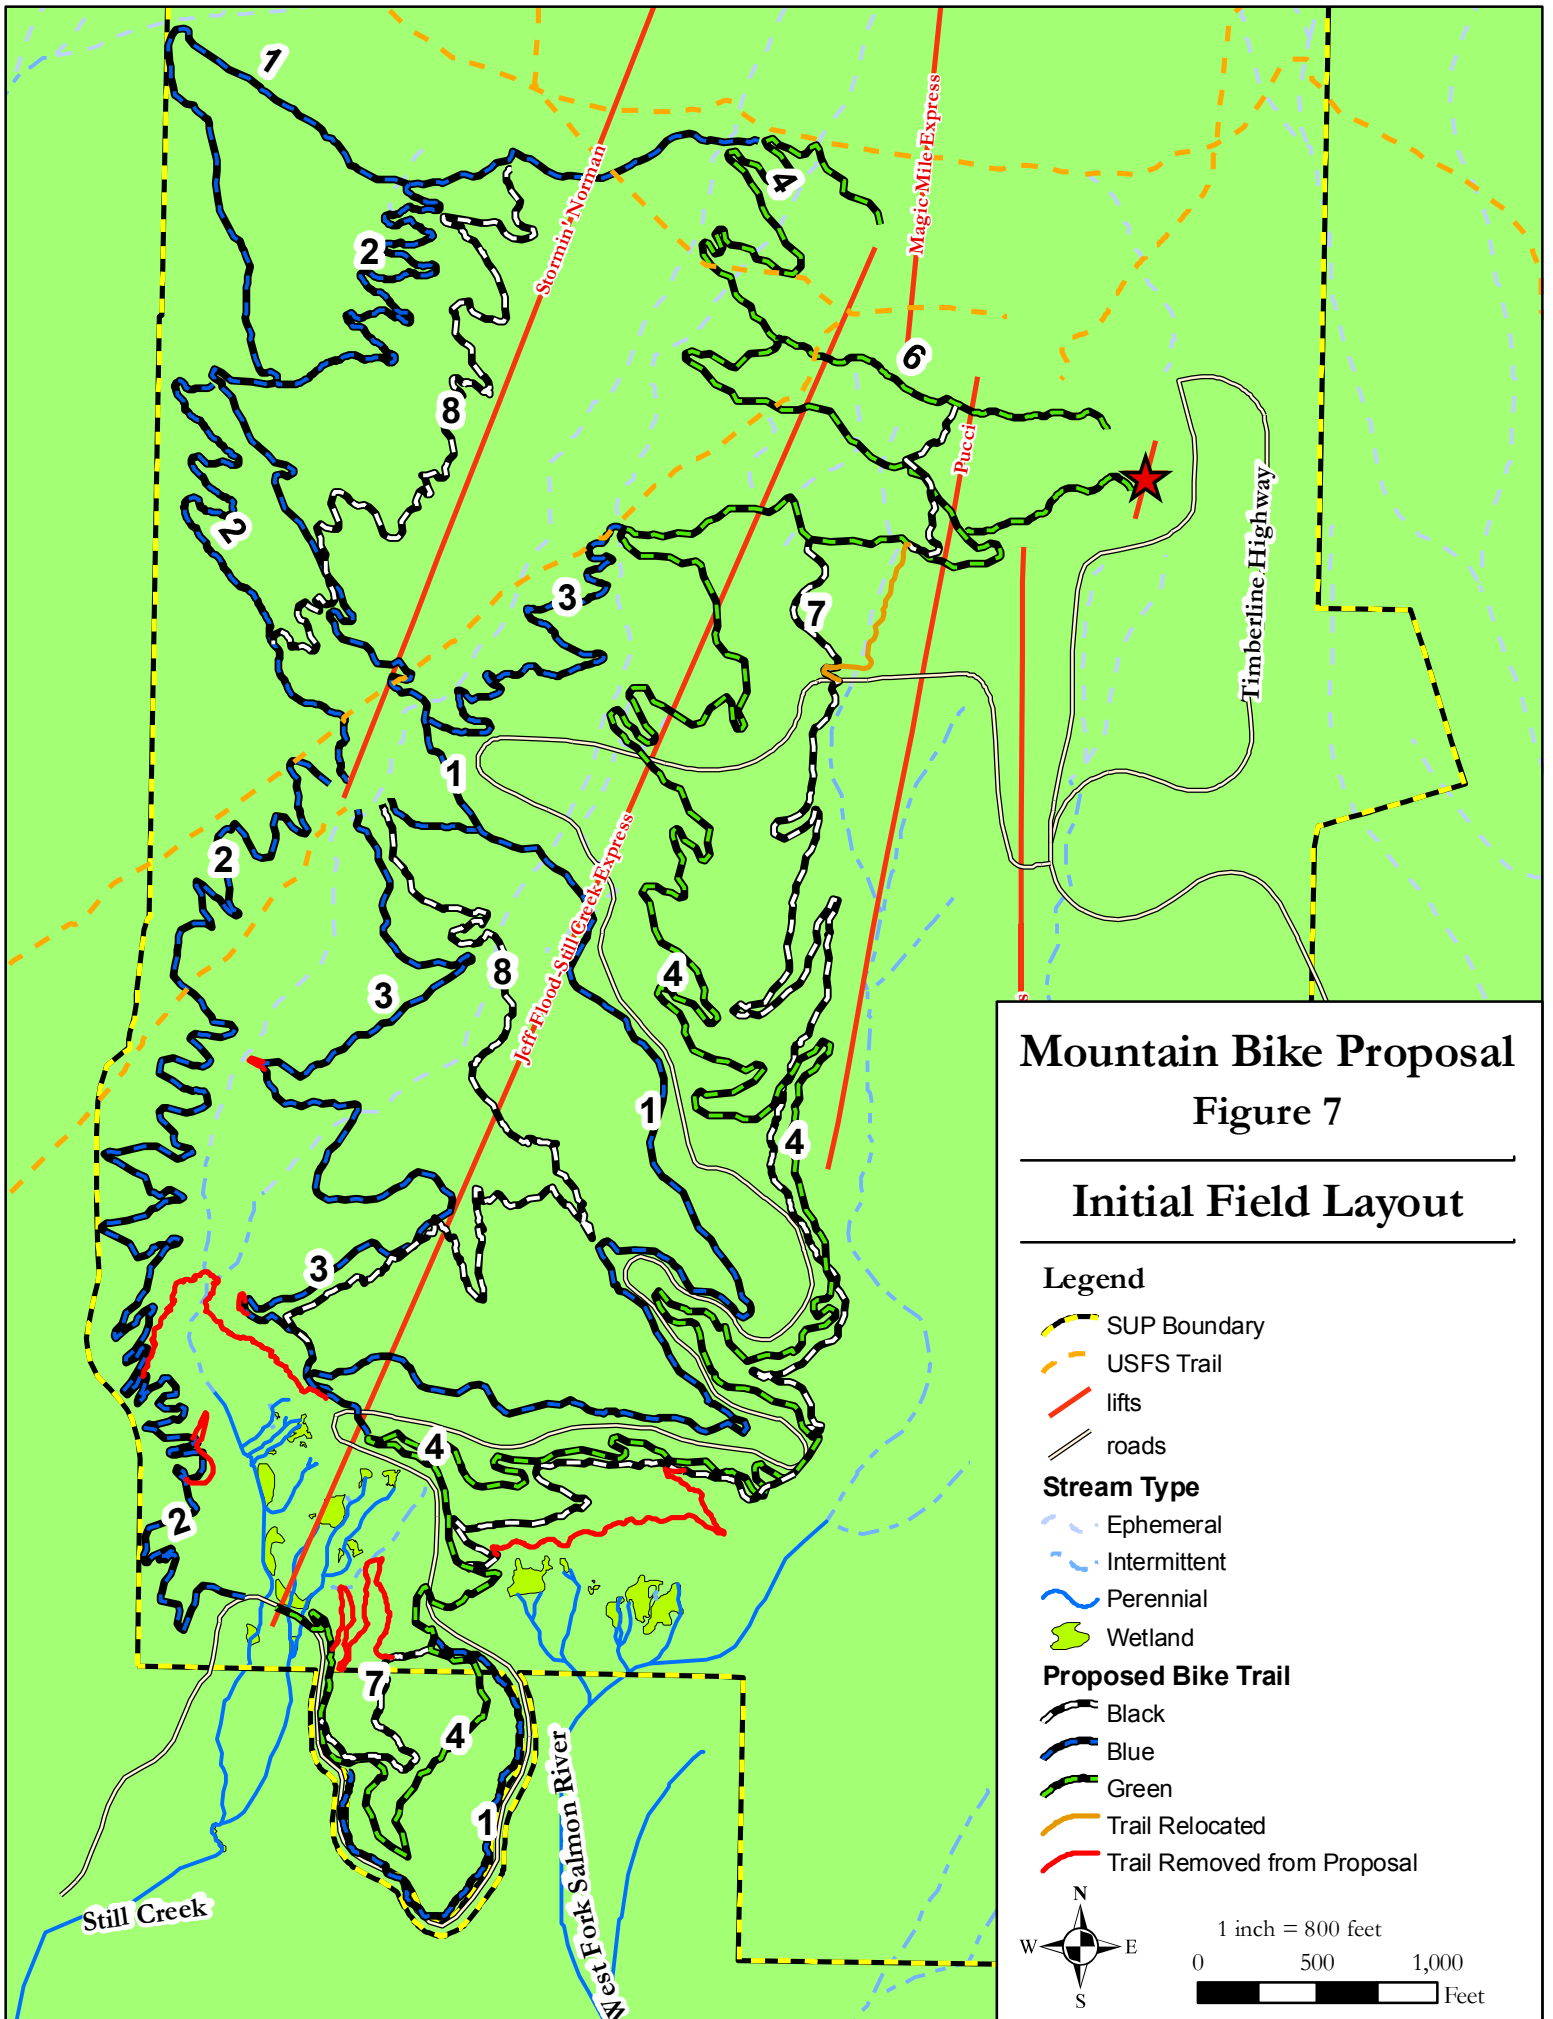 1
4
2
Stormin' Norman
Magic Mile Express
6
8
Pucci
2
Timberline Highway
3
7
1
2
Jeff Flood-Still Creek Express
8
4
3
s
1
4
3
4
2
7
4
1
West Fork Salmon River
Still Creek
Mountain Bike Proposal
Figure 7
Initial Field Layout
Legend
SUP Boundary
USFS Trail
lifts
roads
Stream Type
Ephemeral
Intermittent
Perennial
Wetland
Proposed Bike Trail
Black
Blue
Green
Trail Relocated
Trail Removed from Proposal
N
W E
S
1 inch = 800 feet
0 500 1,000
Feet